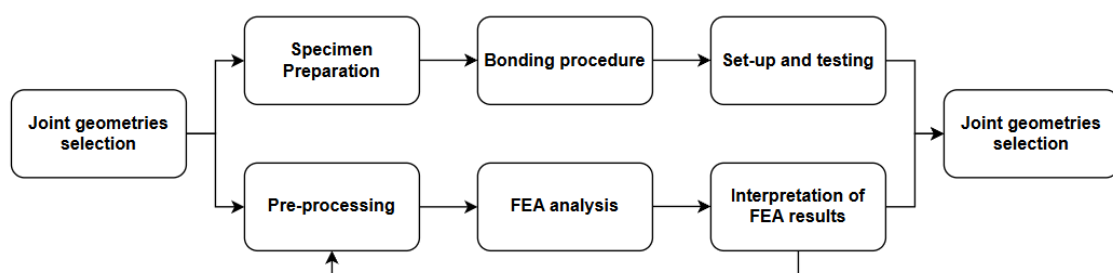 Joint geometries
selection
Specimen
Preparation
Bonding procedure
Set-up and testing
Pre-processing
FEA analysis
Interpretation of
FEA results
Joint geometries
selection